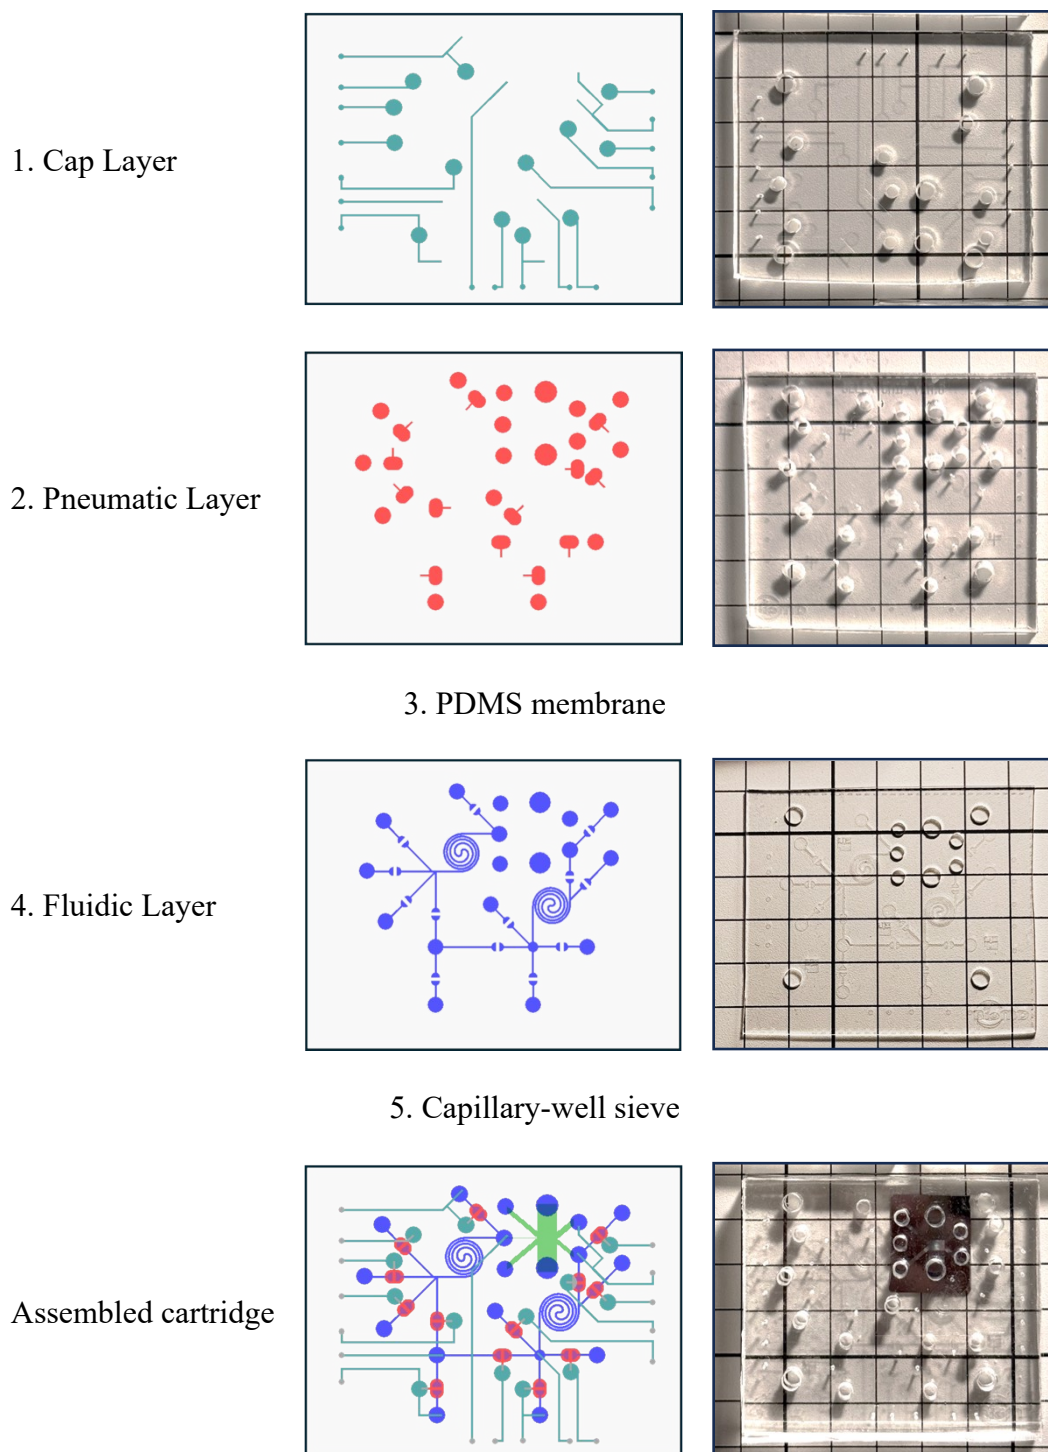 1. Cap Layer
2. Pneumatic Layer
3. PDMS membrane
4. Fluidic Layer
5. Capillary-well sieve
Assembled cartridge